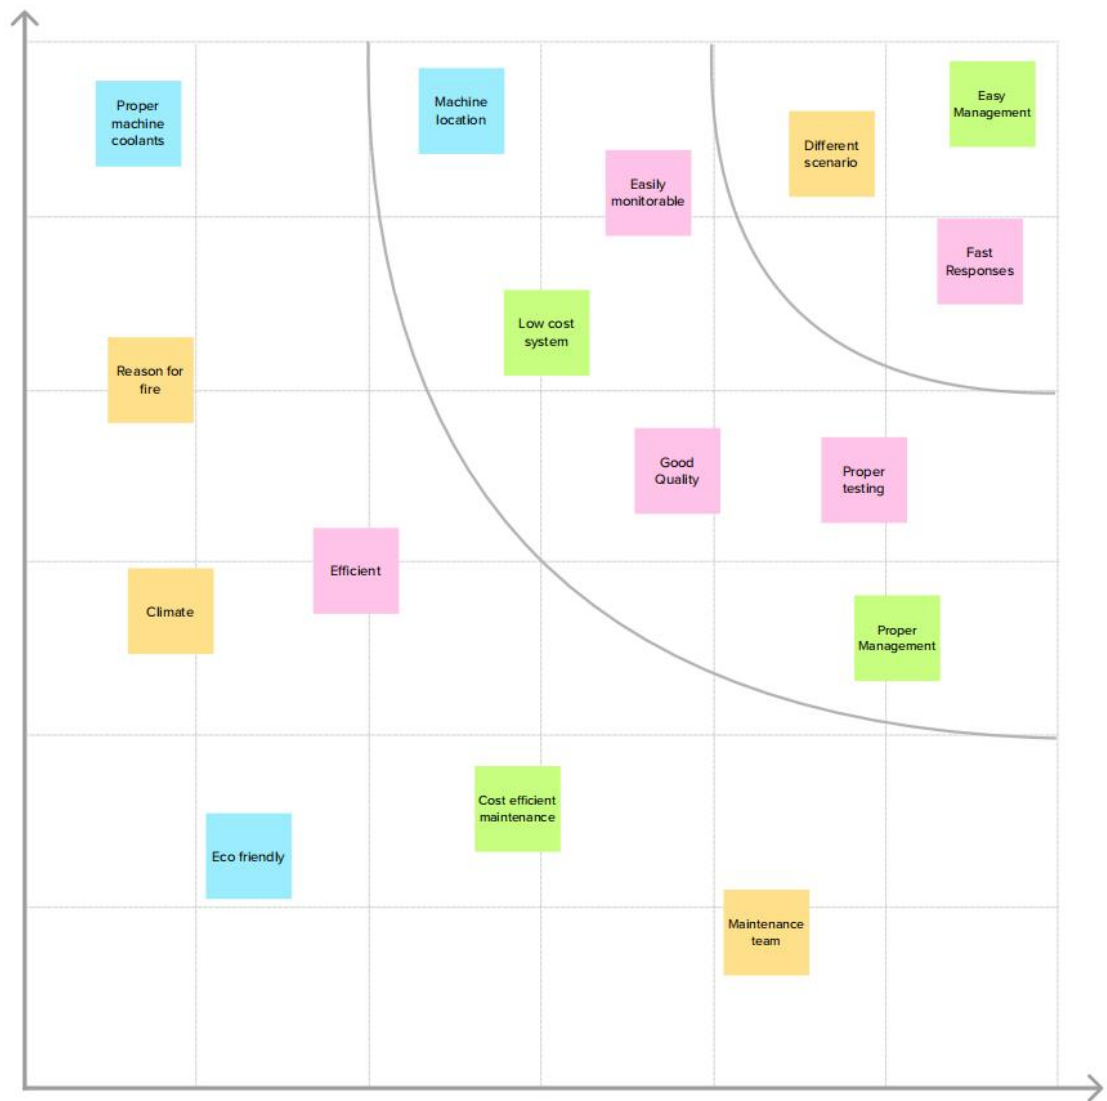 Proper
machine
coolants
Machine
location
Easy
Management
Different
scenario
Easily
monitorable
Fast
Responses
Low cost
system
Reason for
fire
Good
Quality
Proper
testing
Efficient
Climate
Proper
Management
Cost efficient
maintenance
Eco friendly
Maintenance
team